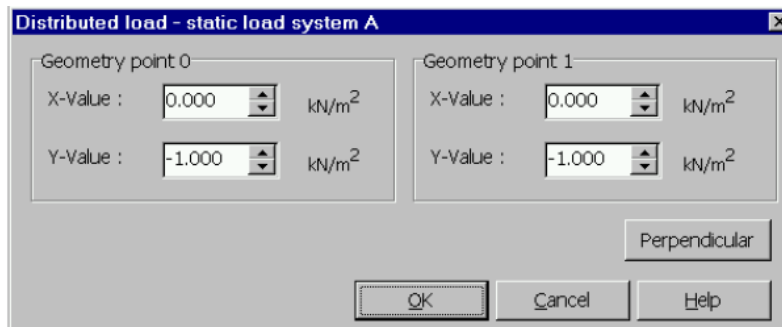 Distributed load - static load system A
Geometry point 0
X-Value : 0.000 kN/m²
Y-Value : -1.000 kN/m²
Geometry point 1
X-Value : 0.000 kN/m²
Y-Value : -1.000 kN/m²
Perpendicular
OK Cancel Help